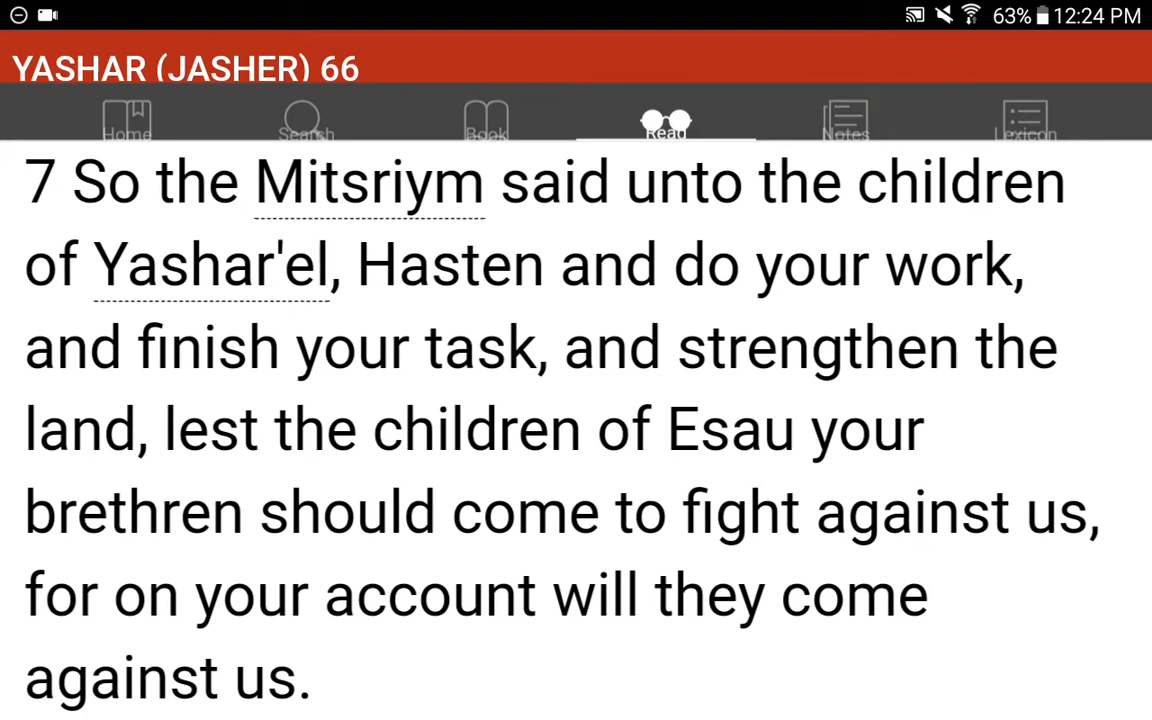 63% 12:24 PM
YASHAR (JASHER) 66
Home Search Book Read Notes Lexicon
7 So the Mitsriym said unto the children
of Yashar'el, Hasten and do your work,
and finish your task, and strengthen the
land, lest the children of Esau your
brethren should come to fight against us,
for on your account will they come
against us.